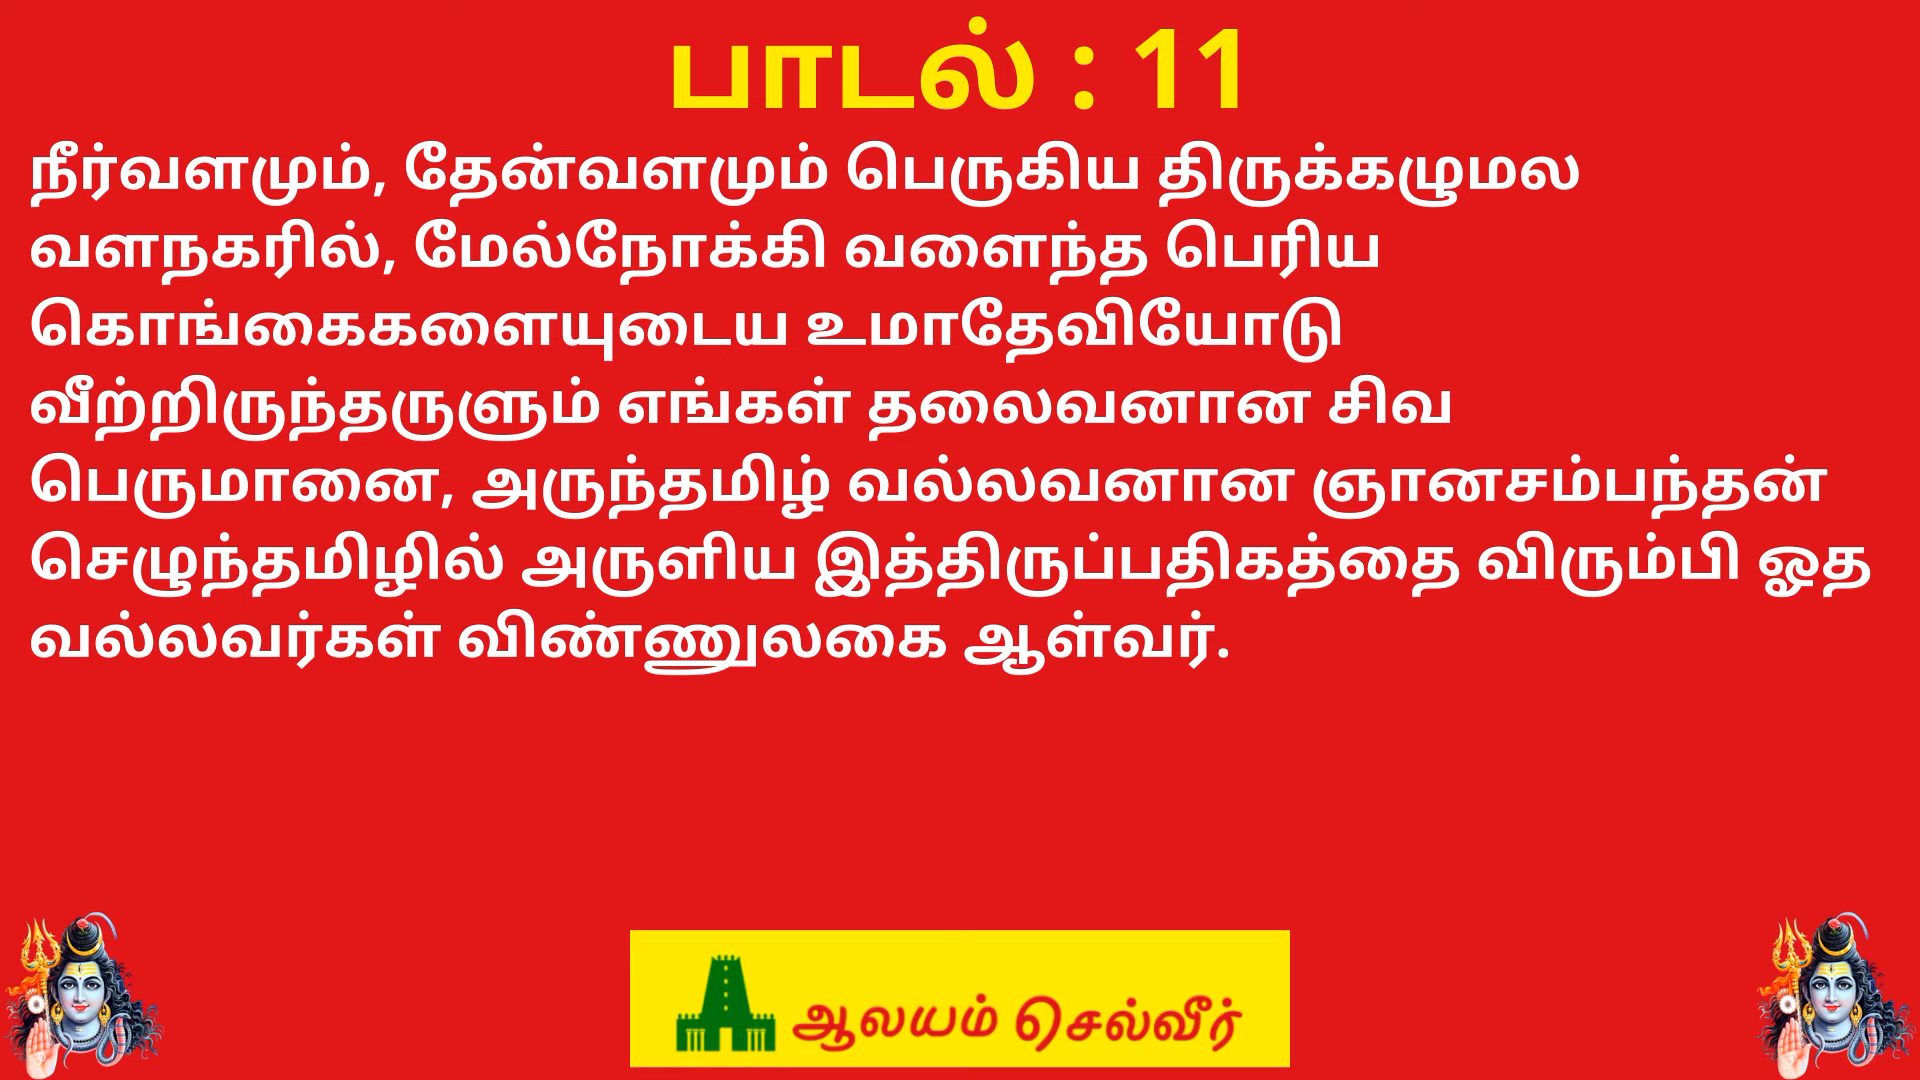 பாடல் : 11
நீர்வளமும், தேன்வளமும் பெருகிய திருக்கழுமல
வளநகரில், மேல்நோக்கி வளைந்த பெரிய
கொங்கைகளையுடைய உமாதேவியோடு
வீற்றிருந்தருளும் எங்கள் தலைவனான சிவ
பெருமானை, அருந்தமிழ் வல்லவனான ஞானசம்பந்தன்
செழுந்தமிழில் அருளிய இத்திருப்பதிகத்தை விரும்பி ஓத
வல்லவர்கள் விண்ணுலகை ஆள்வர்.
ஆலயம் செல்வீர்